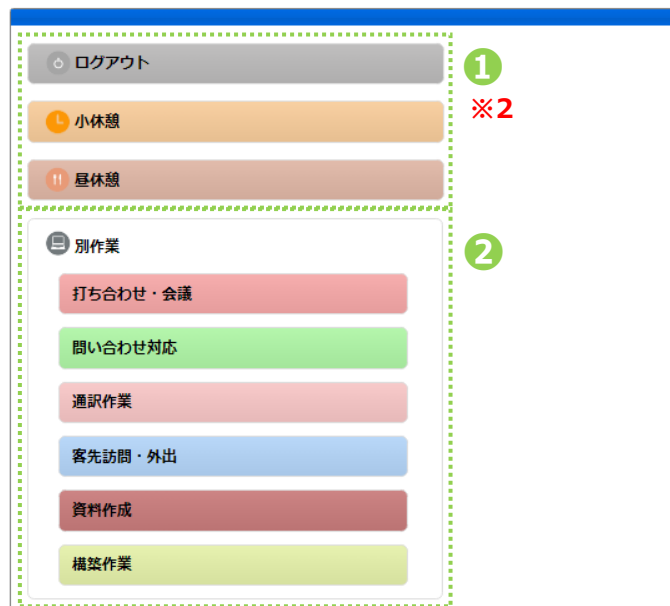 ログアウト
❶
小休憩
※2
昼休憩
別作業
❷
打ち合わせ・会議
問い合わせ対応
通訳作業
客先訪問・外出
資料作成
構築作業